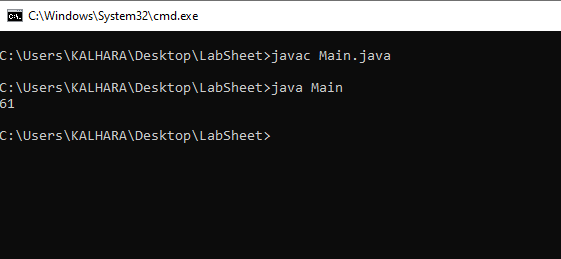 C:\Windows\System32\cmd.exe
C:\Users\KALHARA\Desktop\LabSheet>javac Main.java
C:\Users\KALHARA\Desktop\LabSheet>java Main
61
C:\Users\KALHARA\Desktop\LabSheet>